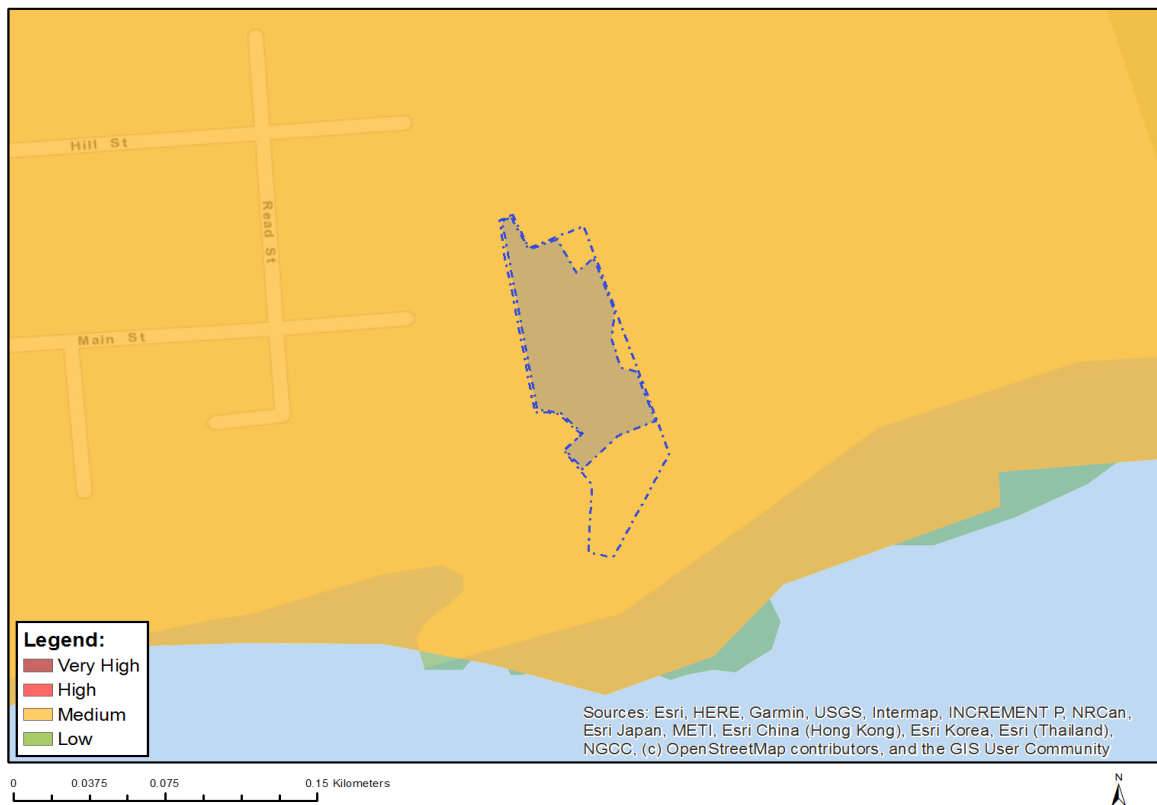 Hill St
Read St
Main St
Legend:
Very High
High
Medium
Low
Sources: Esri, HERE, Garmin, USGS, Intermap, INCREMENT P, NRCan,
Esri Japan, METI, Esri China (Hong Kong), Esri Korea, Esri (Thailand),
NGCC, (c) OpenStreetMap contributors, and the GIS User Community
0 0.0375 0.075 0.15 Kilometers
N